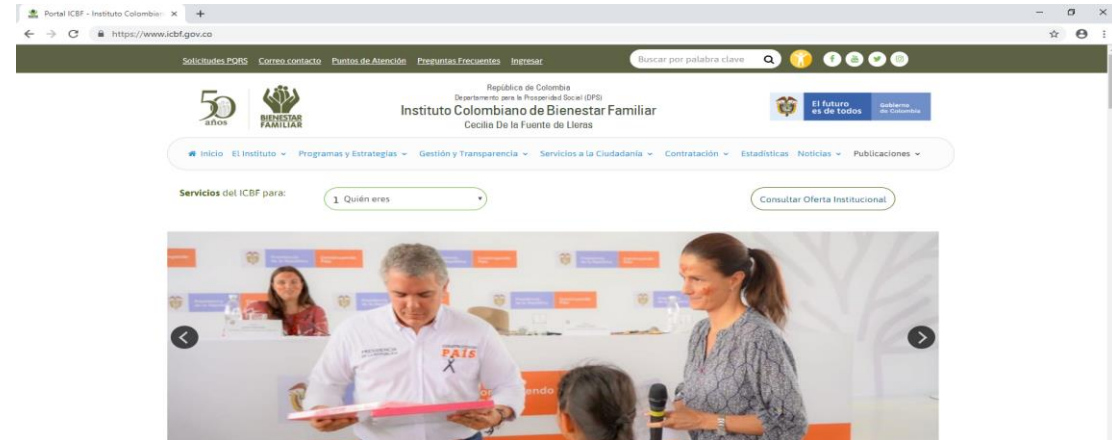 Portal ICBF - Instituto Colombian
https://www.icbf.gov.co
Solicitudes PQRS Correo contacto Puntos de Atención Preguntas Frecuentes Ingresar
Buscar por palabra clave
50
años
BIENESTAR
FAMILIAR
República de Colombia
Departamento para la Prosperidad Social (DPS)
Instituto Colombiano de Bienestar Familiar
Cecilia De la Fuente de Lleras
El futuro
es de todos
Gobierno
de Colombia
Inicio El Instituto Programas y Estrategias Gestión y Transparencia Servicios a la Ciudadanía Contratación Estadísticas Noticias Publicaciones
Servicios del ICBF para:
1 Quién eres
Consultar Oferta Institucional
PAÍS